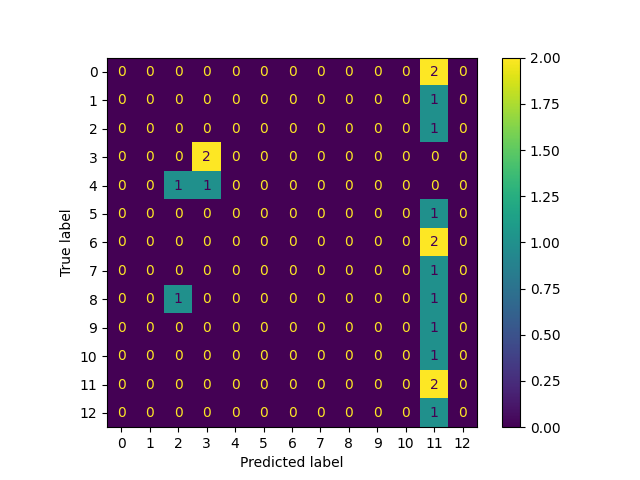 2.00
0 0 0 0 0 0 0 0 0 0 0 0 2 0
1 0 0 0 0 0 0 0 0 0 0 0 1 0
1.75
2 0 0 0 0 0 0 0 0 0 0 0 1 0
1.50
3 0 0 0 2 0 0 0 0 0 0 0 0 0
4 0 0 1 1 0 0 0 0 0 0 0 0 0
1.25
5 0 0 0 0 0 0 0 0 0 0 0 1 0
True label
6 0 0 0 0 0 0 0 0 0 0 0 2 0
1.00
7 0 0 0 0 0 0 0 0 0 0 0 1 0
8 0 0 1 0 0 0 0 0 0 0 0 1 0
0.75
9 0 0 0 0 0 0 0 0 0 0 0 1 0
0.50
10 0 0 0 0 0 0 0 0 0 0 0 1 0
11 0 0 0 0 0 0 0 0 0 0 0 2 0
0.25
12 0 0 0 0 0 0 0 0 0 0 0 1 0
0.00
0 1 2 3 4 5 6 7 8 9 10 11 12
Predicted label